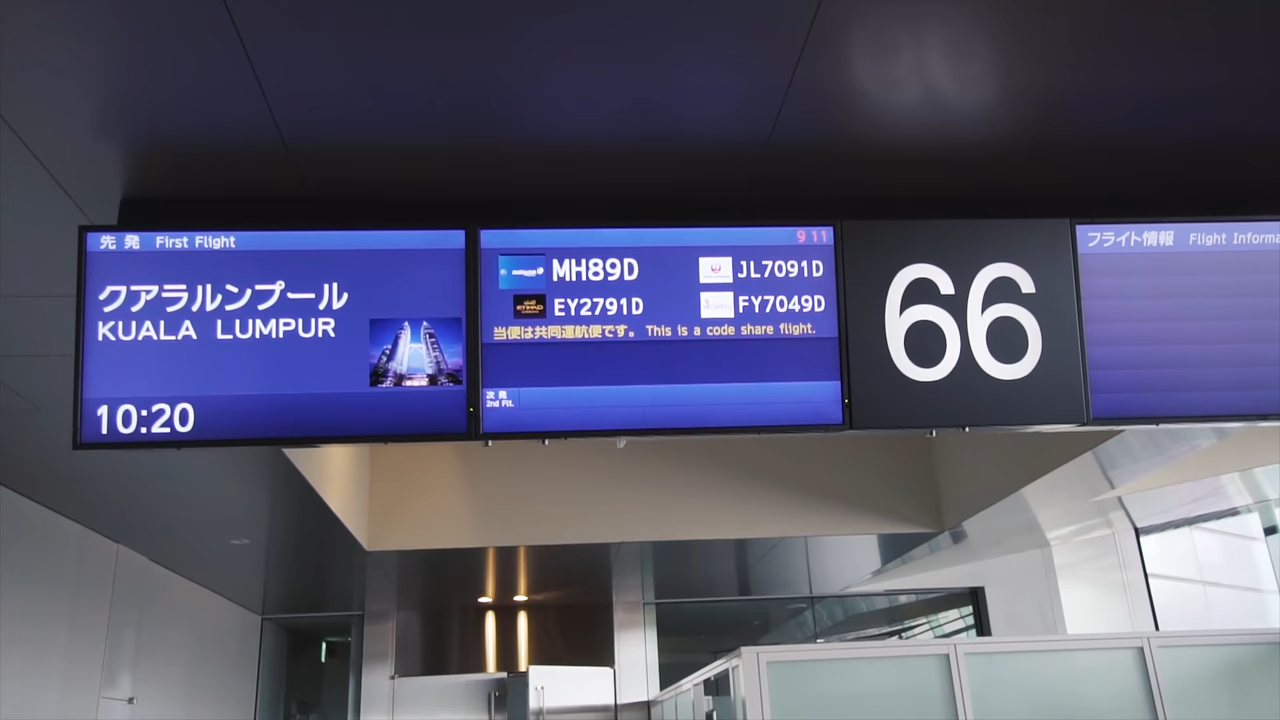 先発 First Flight
クアラルンプール
KUALA LUMPUR
10:20
9 11
MH89D JL7091D
ETIHAD
EY2791D FY7049D
当便は共同運航便です。 This is a code share flight.
次発
2nd Flt.
66
フライト情報 Flight Informa